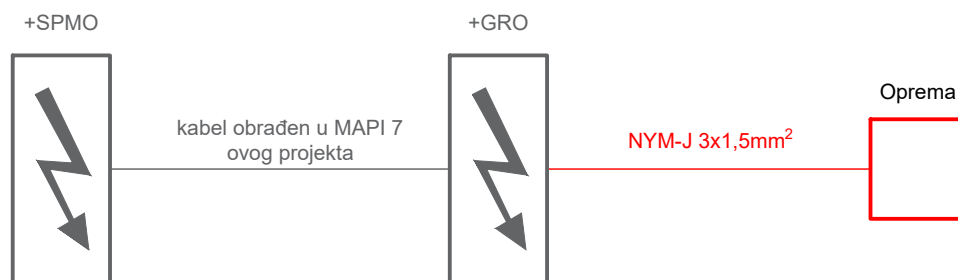 +SPMO
+GRO
Oprema
kabel obrađen u MAPI 7
ovog projekta
NYM-J 3x1,5mm²